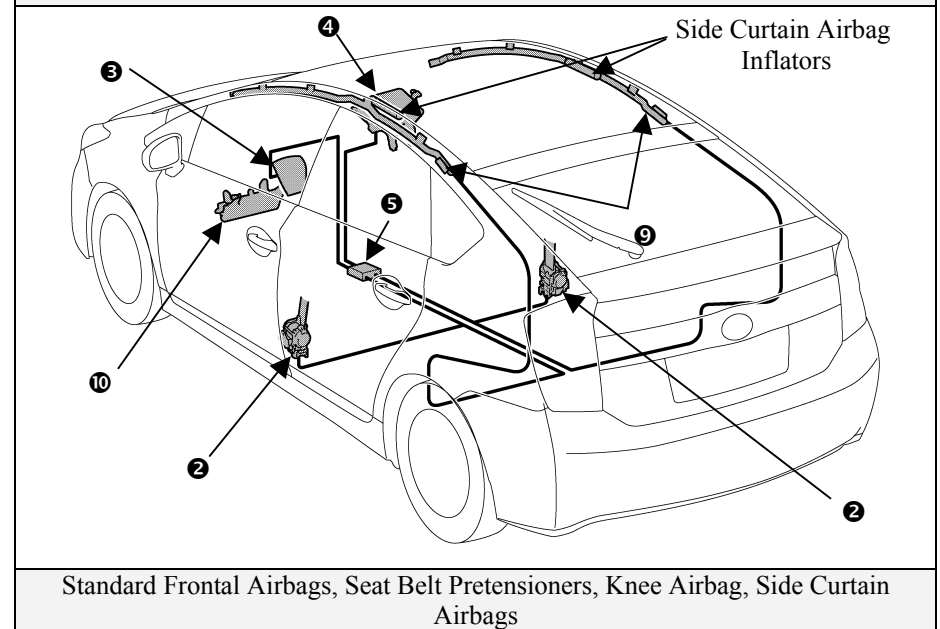 ❹
Side Curtain Airbag
Inflators
❸
❺
❾
❿
❷
❷
Standard Frontal Airbags, Seat Belt Pretensioners, Knee Airbag, Side Curtain
Airbags